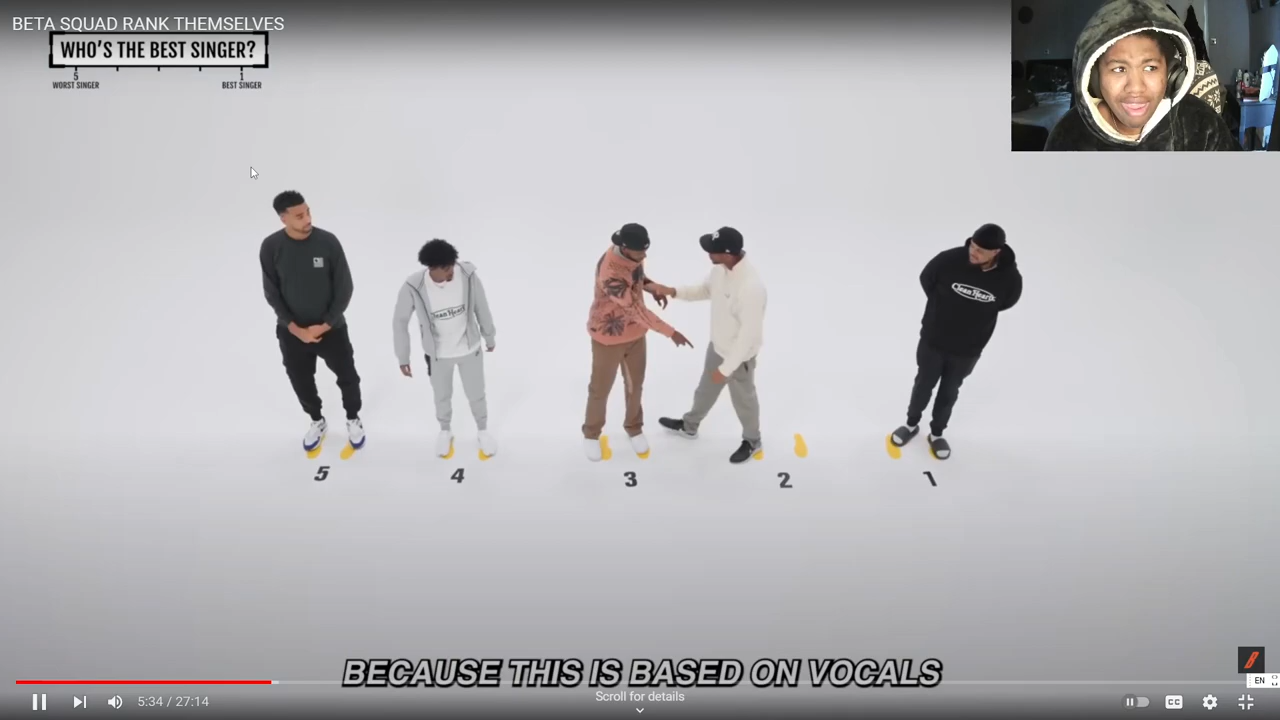 BETA SQUAD RANK THEMSELVES
WHO'S THE BEST SINGER?
5 1
WORST SINGER BEST SINGER
5 4 3 2 1
BECAUSE THIS IS BASED ON VOCALS
Scroll for details
5:34 / 27:14
CC
EN